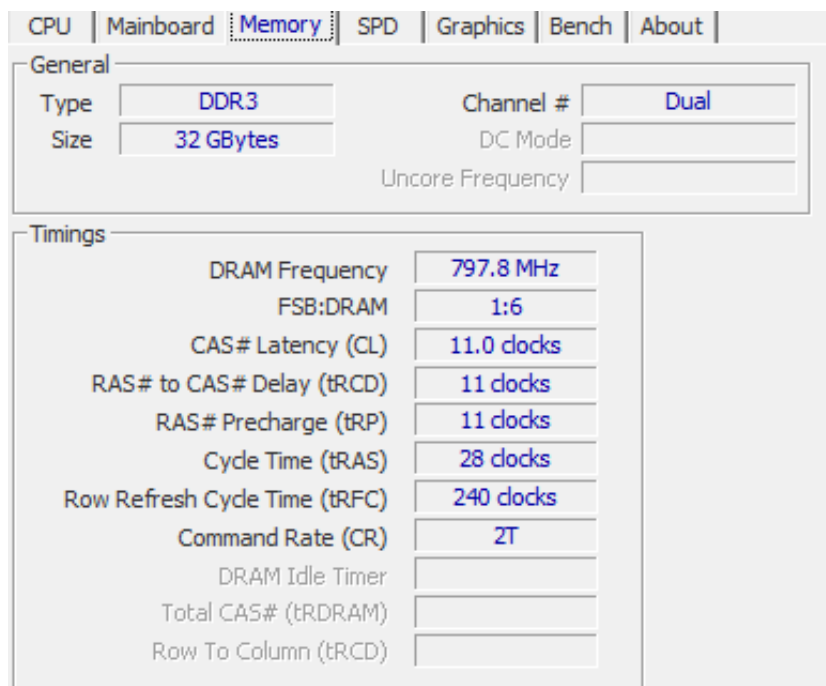 CPU Mainboard Memory SPD Graphics Bench About
General
Type DDR3 Channel # Dual
Size 32 GBytes DC Mode
Uncore Frequency
Timings
DRAM Frequency 797.8 MHz
FSB:DRAM 1:6
CAS# Latency (CL) 11.0 clocks
RAS# to CAS# Delay (tRCD) 11 clocks
RAS# Precharge (tRP) 11 clocks
Cycle Time (tRAS) 28 clocks
Row Refresh Cycle Time (tRFC) 240 clocks
Command Rate (CR) 2T
DRAM Idle Timer
Total CAS# (tRDRAM)
Row To Column (tRCD)